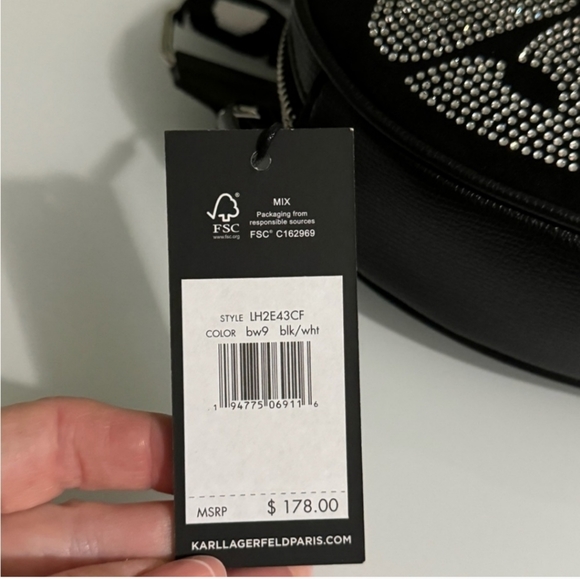 MIX
Packaging from
responsible sources
FSC® C162969
®
FSC
www.fsc.org
STYLE LH2E43CF
COLOR bw9 blk/wht
1 94775 06911 6
MSRP $ 178.00
KARLLAGERFELDPARIS.COM